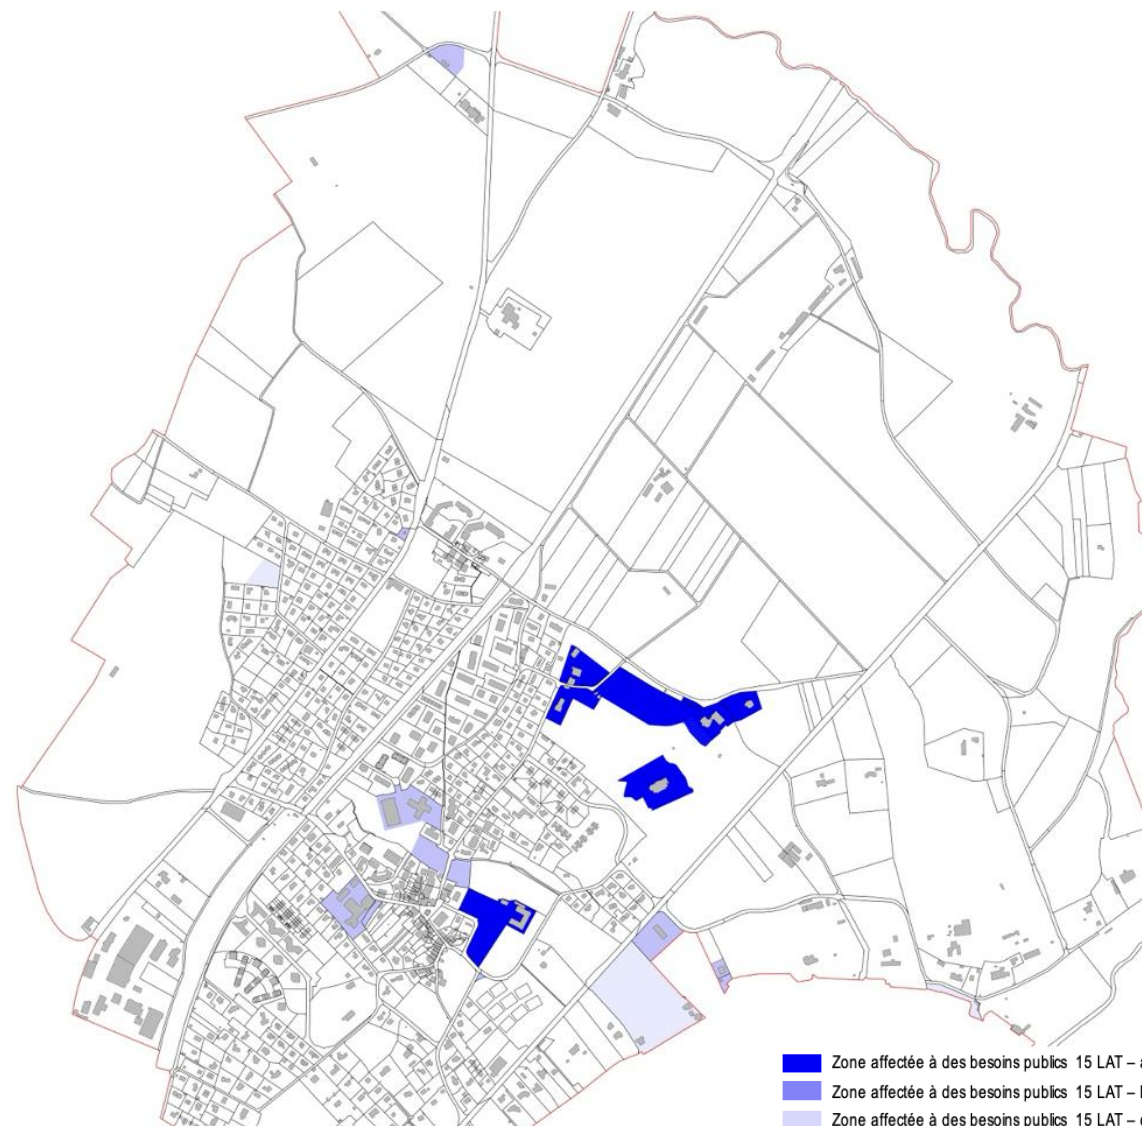 Zone affectée à des besoins publics 15 LAT – a
Zone affectée à des besoins publics 15 LAT –
Zone affectée à des besoins publics 15 LAT –